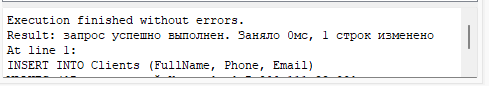 Execution finished without errors.
Result: запрос успешно выполнен. Заняло 0мс, 1 строк изменено
At line 1:
INSERT INTO Clients (FullName, Phone, Email)